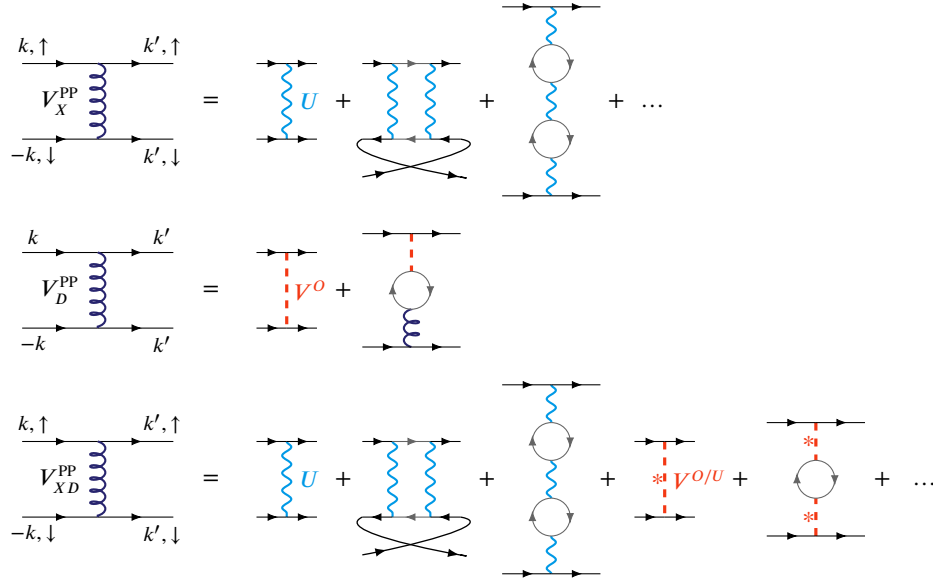 k, ↑ k′, ↑
V_X^PP = U + + + ...
−k, ↓ k′, ↓
k k′
V_D^PP = V^O +
−k k′
k, ↑ k′, ↑
V_XD^PP = U + + + * V^O/U + * * + ...
−k, ↓ k′, ↓